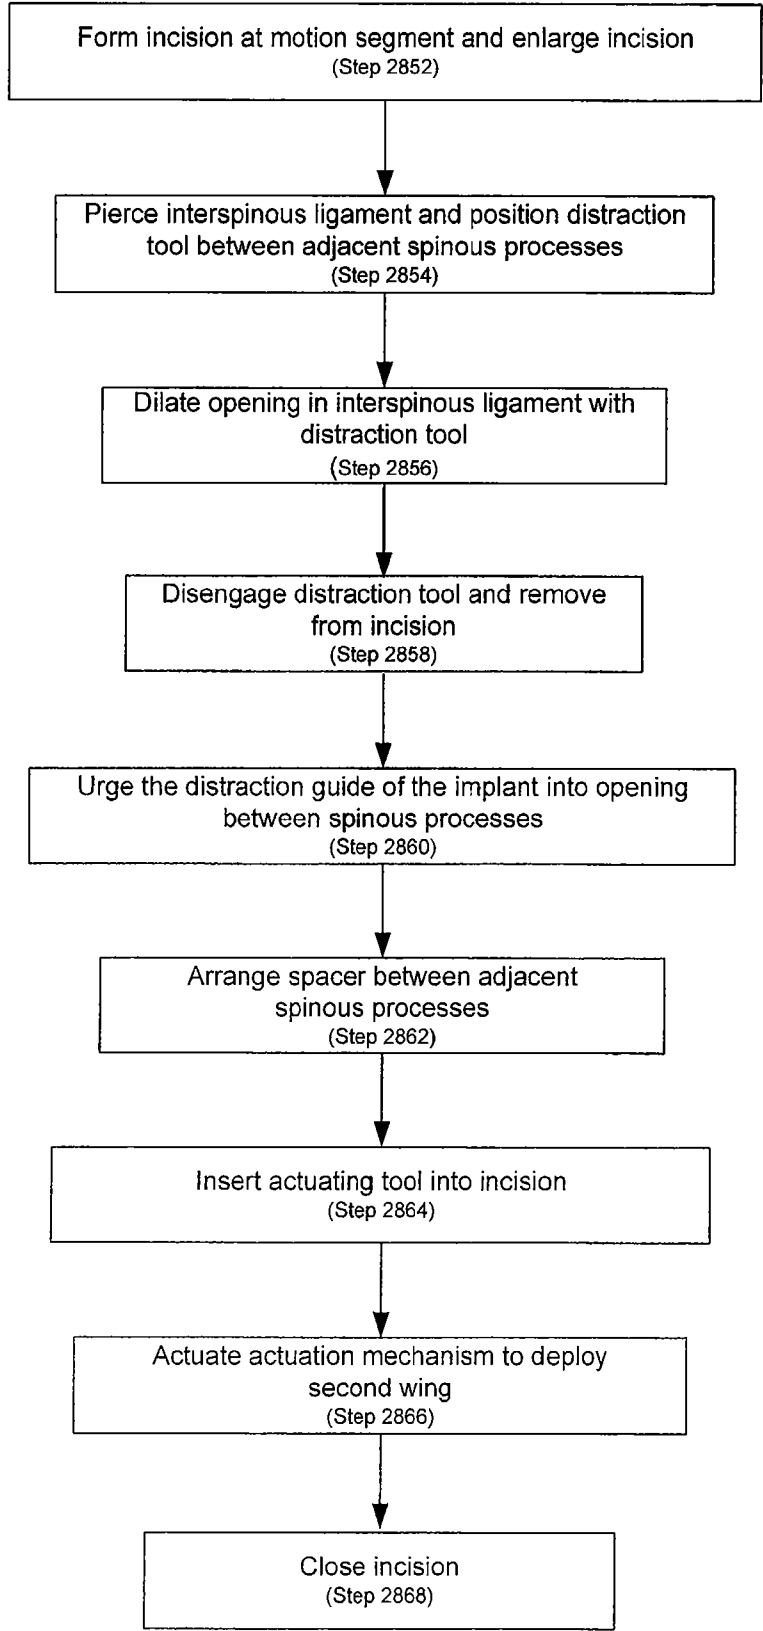 Form incision at motion segment and enlarge incision
(Step 2852)
Pierce interspinous ligament and position distraction
tool between adjacent spinous processes
(Step 2854)
Dilate opening in interspinous ligament with
distraction tool
(Step 2856)
Disengage distraction tool and remove
from incision
(Step 2858)
Urge the distraction guide of the implant into opening
between spinous processes
(Step 2860)
Arrange spacer between adjacent
spinous processes
(Step 2862)
Insert actuating tool into incision
(Step 2864)
Actuate actuation mechanism to deploy
second wing
(Step 2866)
Close incision
(Step 2868)